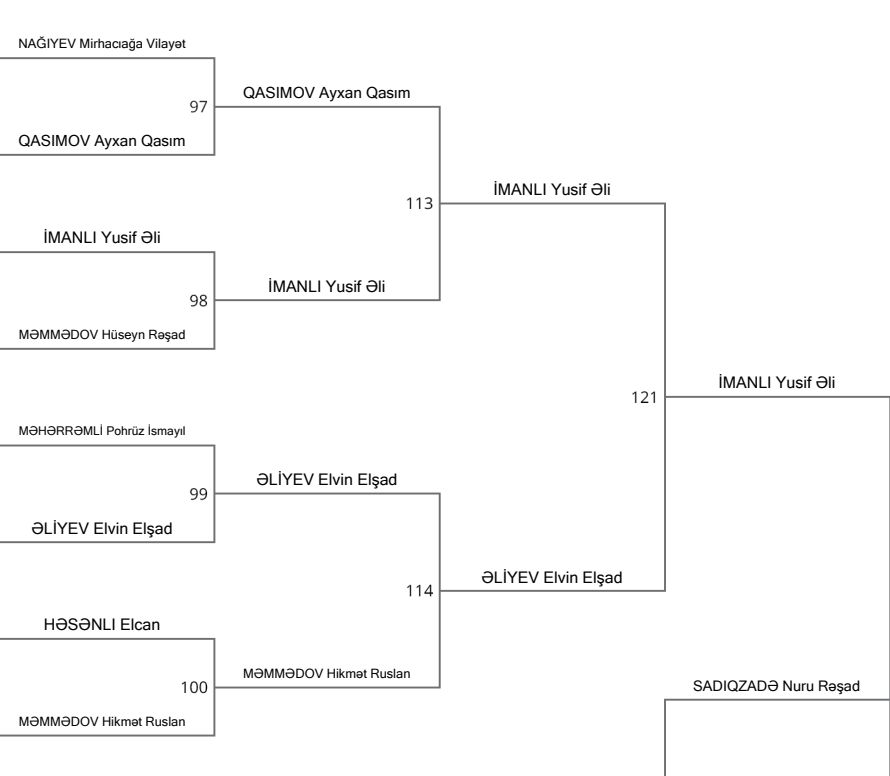 NAĞIYEV Mirhacıağa Vilayət
QASIMOV Ayxan Qasım
97
QASIMOV Ayxan Qasım
İMANLI Yusif Əli
113
İMANLI Yusif Əli
İMANLI Yusif Əli
98
MƏMMƏDOV Hüseyn Rəşad
İMANLI Yusif Əli
121
MƏHƏRRƏMLİ Pohrüz İsmayıl
ƏLİYEV Elvin Elşad
99
ƏLİYEV Elvin Elşad
ƏLİYEV Elvin Elşad
114
HƏSƏNLI Elcan
MƏMMƏDOV Hikmət Ruslan
100
SADIQZADƏ Nuru Rəşad
MƏMMƏDOV Hikmət Ruslan